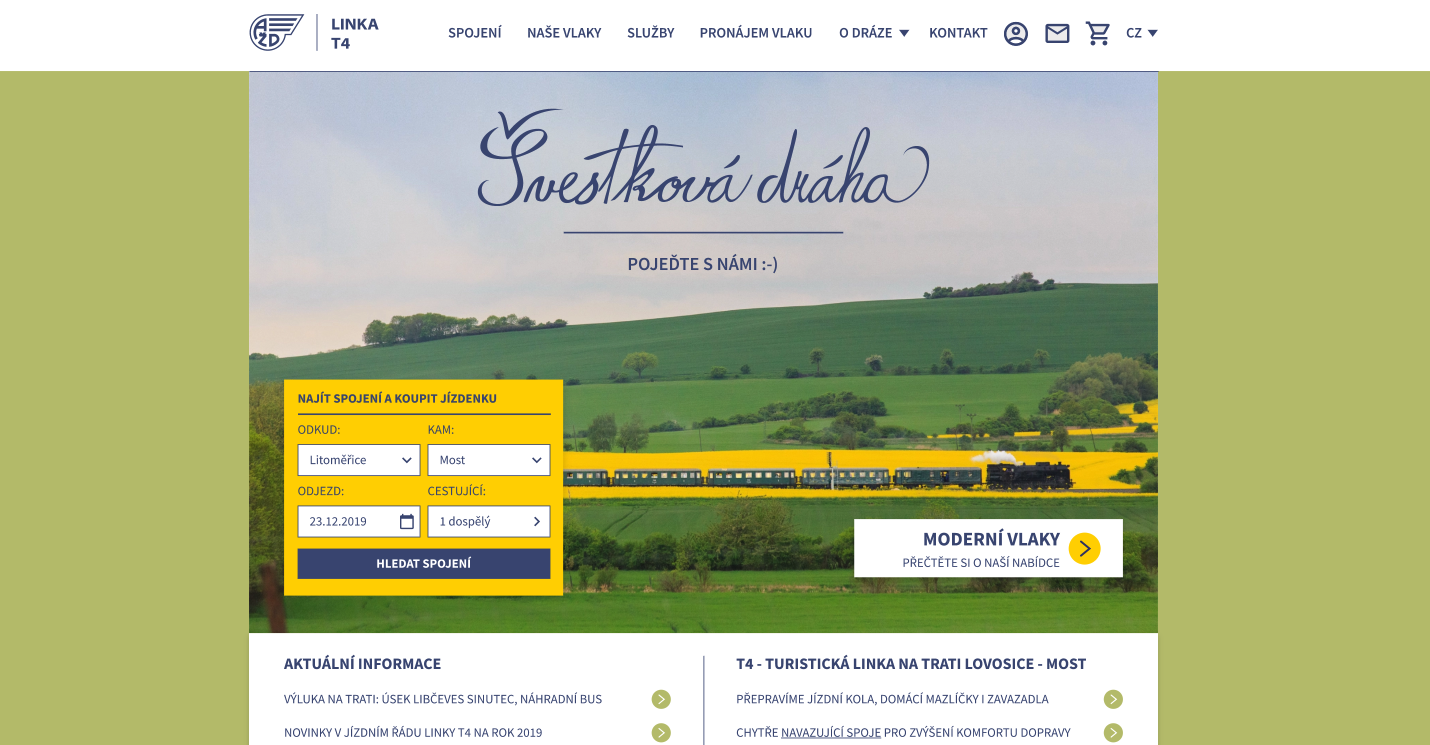 AŽD
LINKA
T4
SPOJENÍ
NAŠE VLAKY
SLUŽBY
PRONÁJEM VLAKU
O DRÁZE
KONTAKT
CZ
Švestková dráha
POJEĎTE S NÁMI :-)
NAJÍT SPOJENÍ A KOUPIT JÍZDENKU
ODKUD:
KAM:
Litoměřice
Most
ODJEZD:
CESTUJÍCÍ:
23.12.2019
1 dospělý
HLEDAT SPOJENÍ
MODERNÍ VLAKY
PŘEČTĚTE SI O NAŠÍ NABÍDCE
AKTUÁLNÍ INFORMACE
VÝLUKA NA TRATI: ÚSEK LIBČEVES SINUTEC, NÁHRADNÍ BUS
NOVINKY V JÍZDNÍM ŘÁDU LINKY T4 NA ROK 2019
T4 - TURISTICKÁ LINKA NA TRATI LOVOSICE - MOST
PŘEPRAVÍME JÍZDNÍ KOLA, DOMÁCÍ MAZLÍČKY I ZAVAZADLA
CHYTŘE NAVAZUJÍCÍ SPOJE PRO ZVÝŠENÍ KOMFORTU DOPRAVY